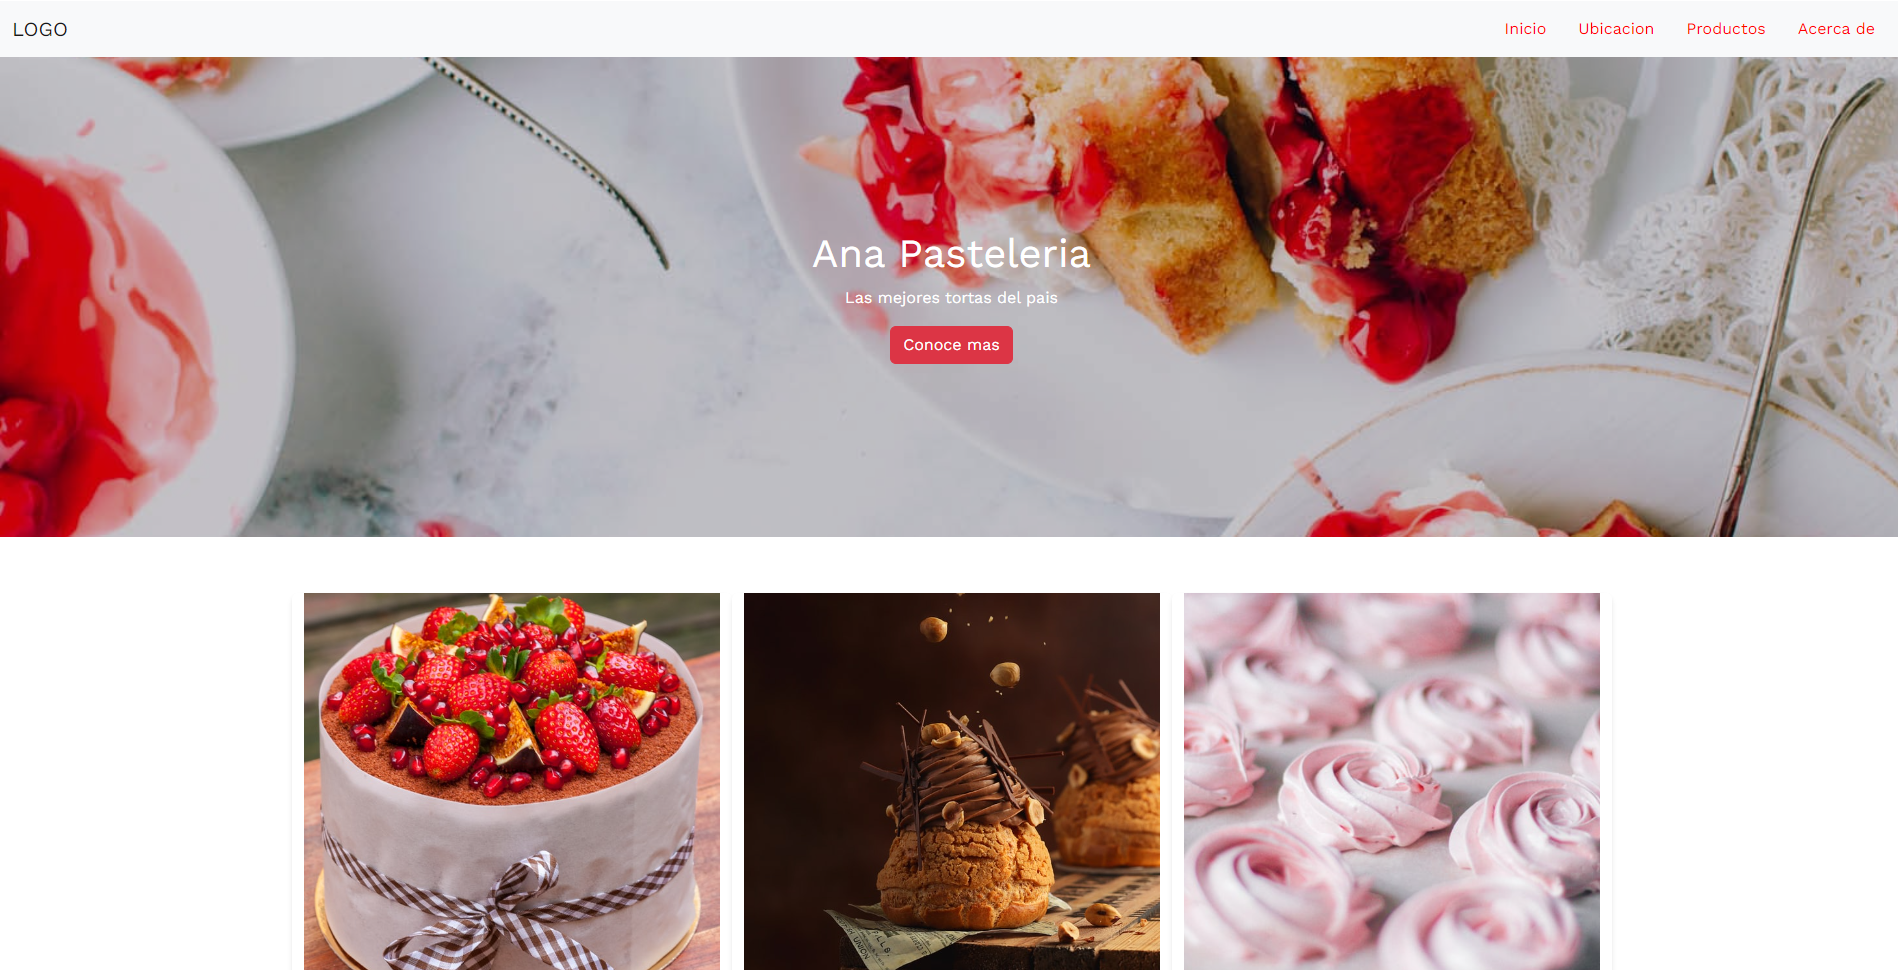 LOGO
Inicio Ubicacion Productos Acerca de
Ana Pasteleria
Las mejores tortas del pais
Conoce mas